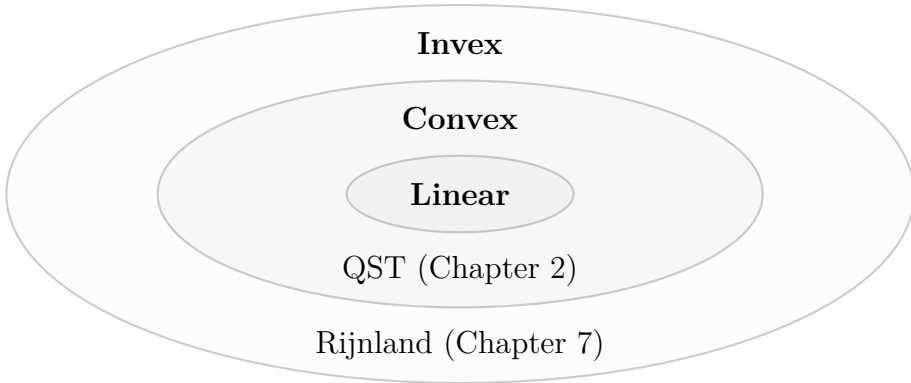 Invex
Convex
Linear
QST (Chapter 2)
Rijnland (Chapter 7)